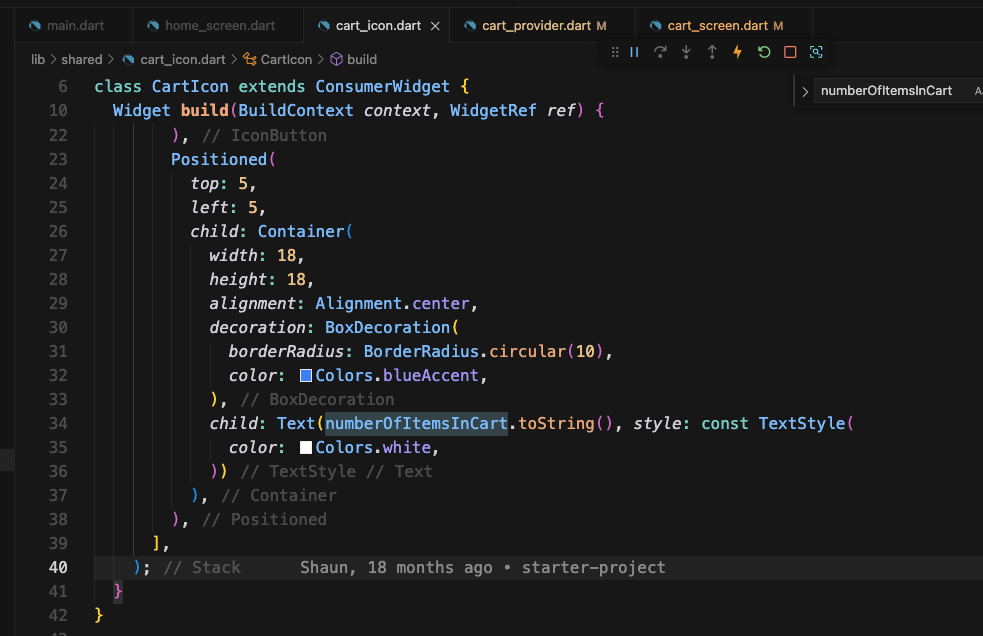 main.dart home_screen.dart cart_icon.dart cart_provider.dart M cart_screen.dart M
lib > shared > cart_icon.dart > CartIcon > build
numberOfItemsInCart
6 class CartIcon extends ConsumerWidget {
10 Widget build(BuildContext context, WidgetRef ref) {
22 ), // IconButton
23 Positioned(
24 top: 5,
25 left: 5,
26 child: Container(
27 width: 18,
28 height: 18,
29 alignment: Alignment.center,
30 decoration: BoxDecoration(
31 borderRadius: BorderRadius.circular(10),
32 color: Colors.blueAccent,
33 ), // BoxDecoration
34 child: Text(numberOfItemsInCart.toString(), style: const TextStyle(
35 color: Colors.white,
36 )) // TextStyle // Text
37 ), // Container
38 ), // Positioned
39 ],
40 ); // Stack Shaun, 18 months ago • starter-project
41 }
42 }